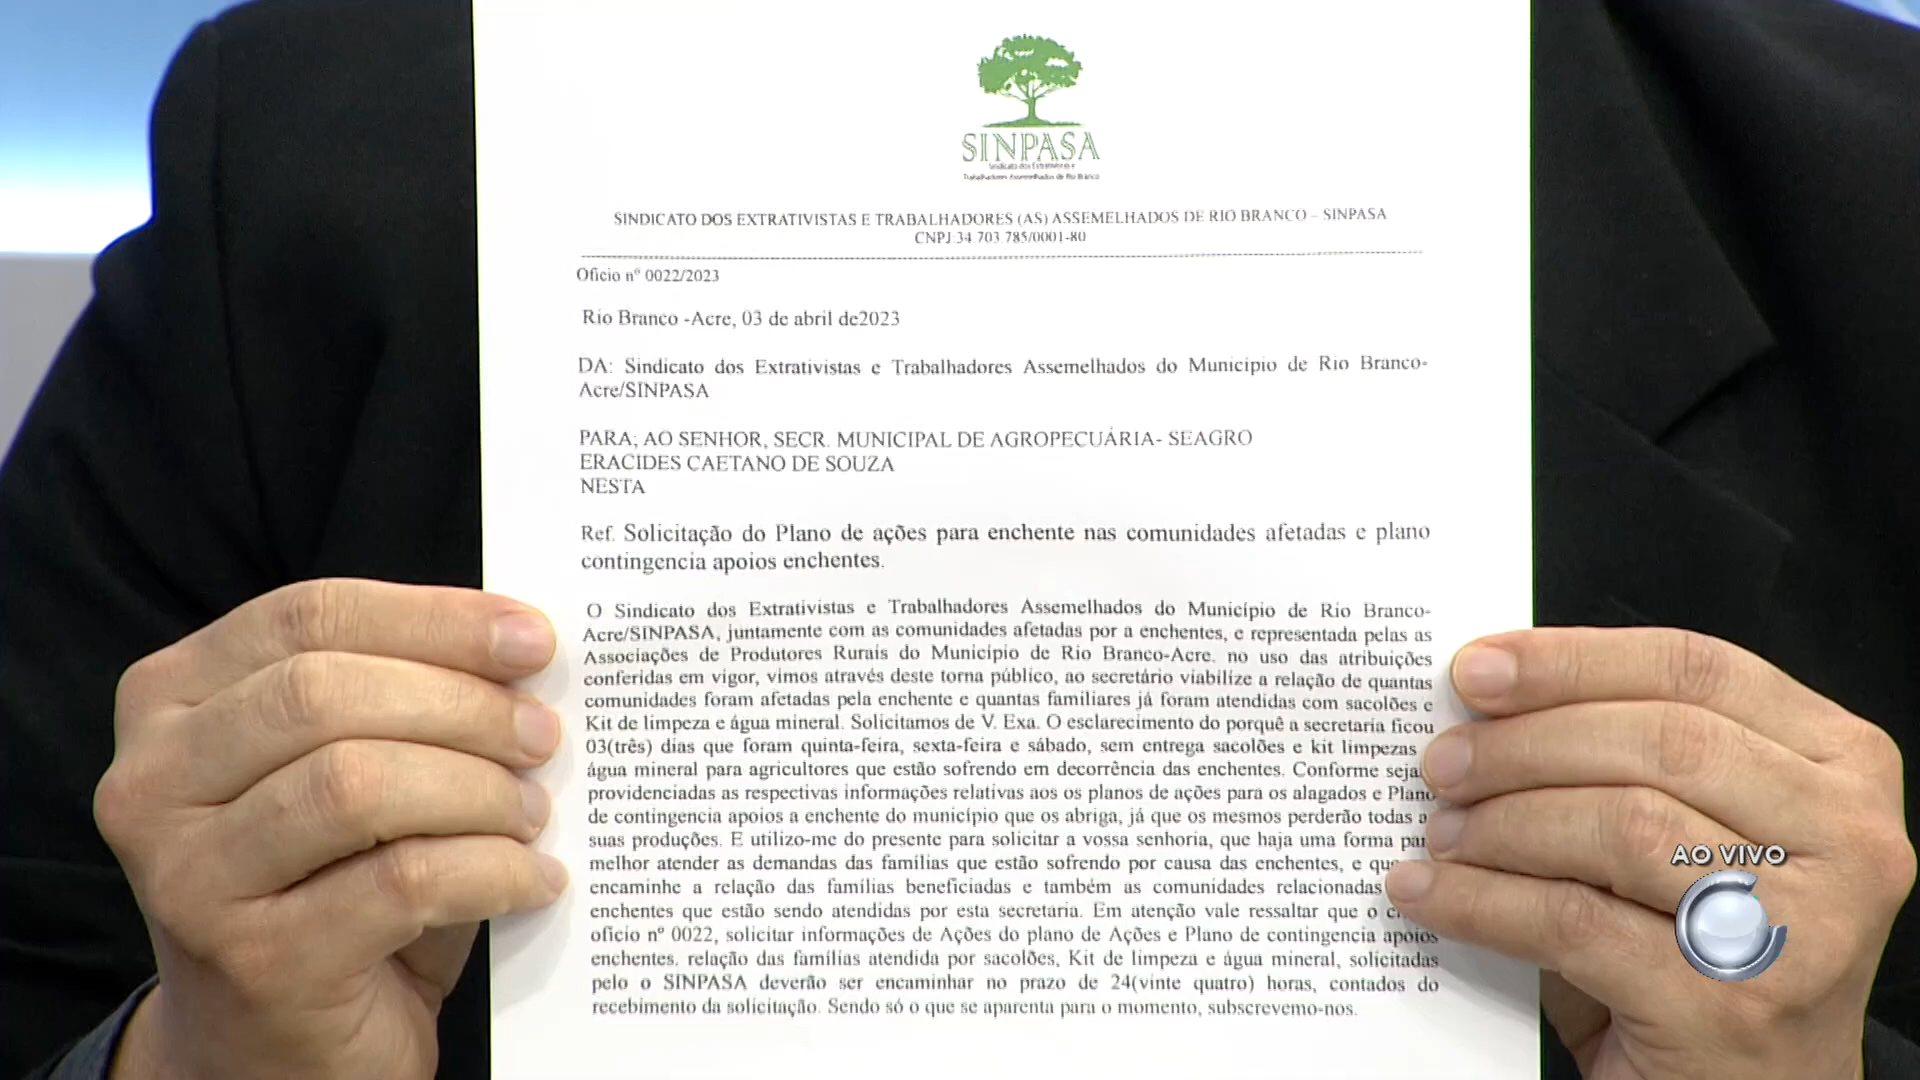 SINPASA
Sindicato dos Extrativistas e
Trabalhadores Assemelhados de Rio Branco
SINDICATO DOS EXTRATIVISTAS E TRABALHADORES (AS) ASSEMELHADOS DE RIO BRANCO – SINPASA
CNPJ:34.703.785/0001-80
Oficio nº 0022/2023
Rio Branco -Acre, 03 de abril de2023
DA: Sindicato dos Extrativistas e Trabalhadores Assemelhados do Município de Rio Branco-
Acre/SINPASA
PARA; AO SENHOR, SECR. MUNICIPAL DE AGROPECUÁRIA- SEAGRO
ERACIDES CAETANO DE SOUZA
NESTA
Ref. Solicitação do Plano de ações para enchente nas comunidades afetadas e plano
contingencia apoios enchentes.
O Sindicato dos Extrativistas e Trabalhadores Assemelhados do Município de Rio Branco-
Acre/SINPASA, juntamente com as comunidades afetadas por a enchentes, e representada pelas as
Associações de Produtores Rurais do Município de Rio Branco-Acre. no uso das atribuições
conferidas em vigor, vimos através deste torna público, ao secretário viabilize a relação de quantas
comunidades foram afetadas pela enchente e quantas familiares já foram atendidas com sacolões e
Kit de limpeza e água mineral. Solicitamos de V. Exa. O esclarecimento do porquê a secretaria ficou
03(três) dias que foram quinta-feira, sexta-feira e sábado, sem entrega sacolões e kit limpezas
água mineral para agricultores que estão sofrendo em decorrência das enchentes. Conforme seja
providenciadas as respectivas informações relativas aos os planos de ações para os alagados e Plano
de contingencia apoios a enchente do município que os abriga, já que os mesmos perderão todas a
suas produções. E utilizo-me do presente para solicitar a vossa senhoria, que haja uma forma par
melhor atender as demandas das famílias que estão sofrendo por causa das enchentes, e que
encaminhe a relação das famílias beneficiadas e também as comunidades relacionadas
enchentes que estão sendo atendidas por esta secretaria. Em atenção vale ressaltar que o
oficio nº 0022, solicitar informações de Ações do plano de Ações e Plano de contingencia apoios
enchentes. relação das famílias atendida por sacolões, Kit de limpeza e água mineral, solicitadas
pelo o SINPASA deverão ser encaminhar no prazo de 24(vinte quatro) horas, contados do
recebimento da solicitação. Sendo só o que se aparenta para o momento, subscrevemo-nos.
AO VIVO